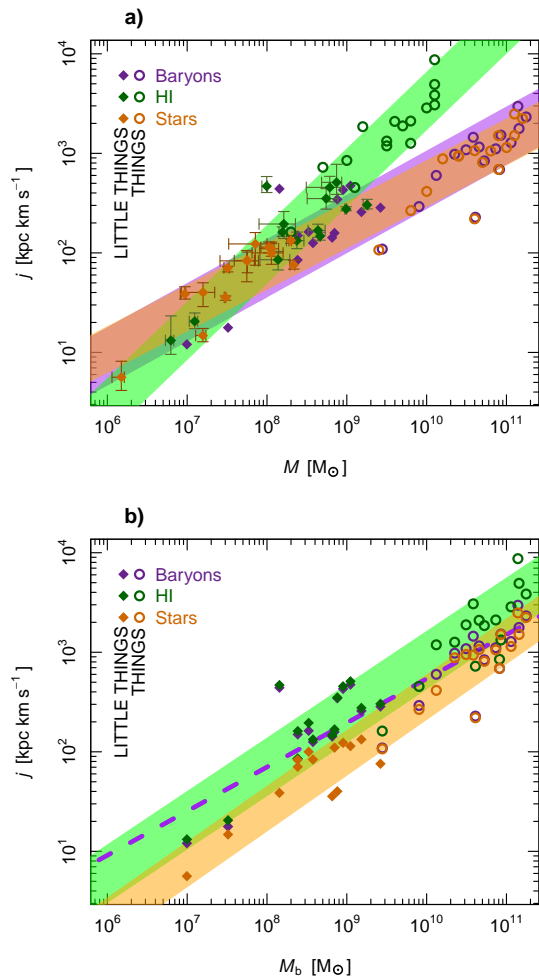 a)
Baryons
HI
Stars
LITTLE THINGS
THINGS
10⁴
10³
10²
10¹
j [kpc km s⁻¹]
10⁶ 10⁷ 10⁸ 10⁹ 10¹⁰ 10¹¹
M [M⊙]
b)
Baryons
HI
Stars
LITTLE THINGS
THINGS
10⁴
10³
10²
10¹
j [kpc km s⁻¹]
10⁶ 10⁷ 10⁸ 10⁹ 10¹⁰ 10¹¹
M_b [M⊙]